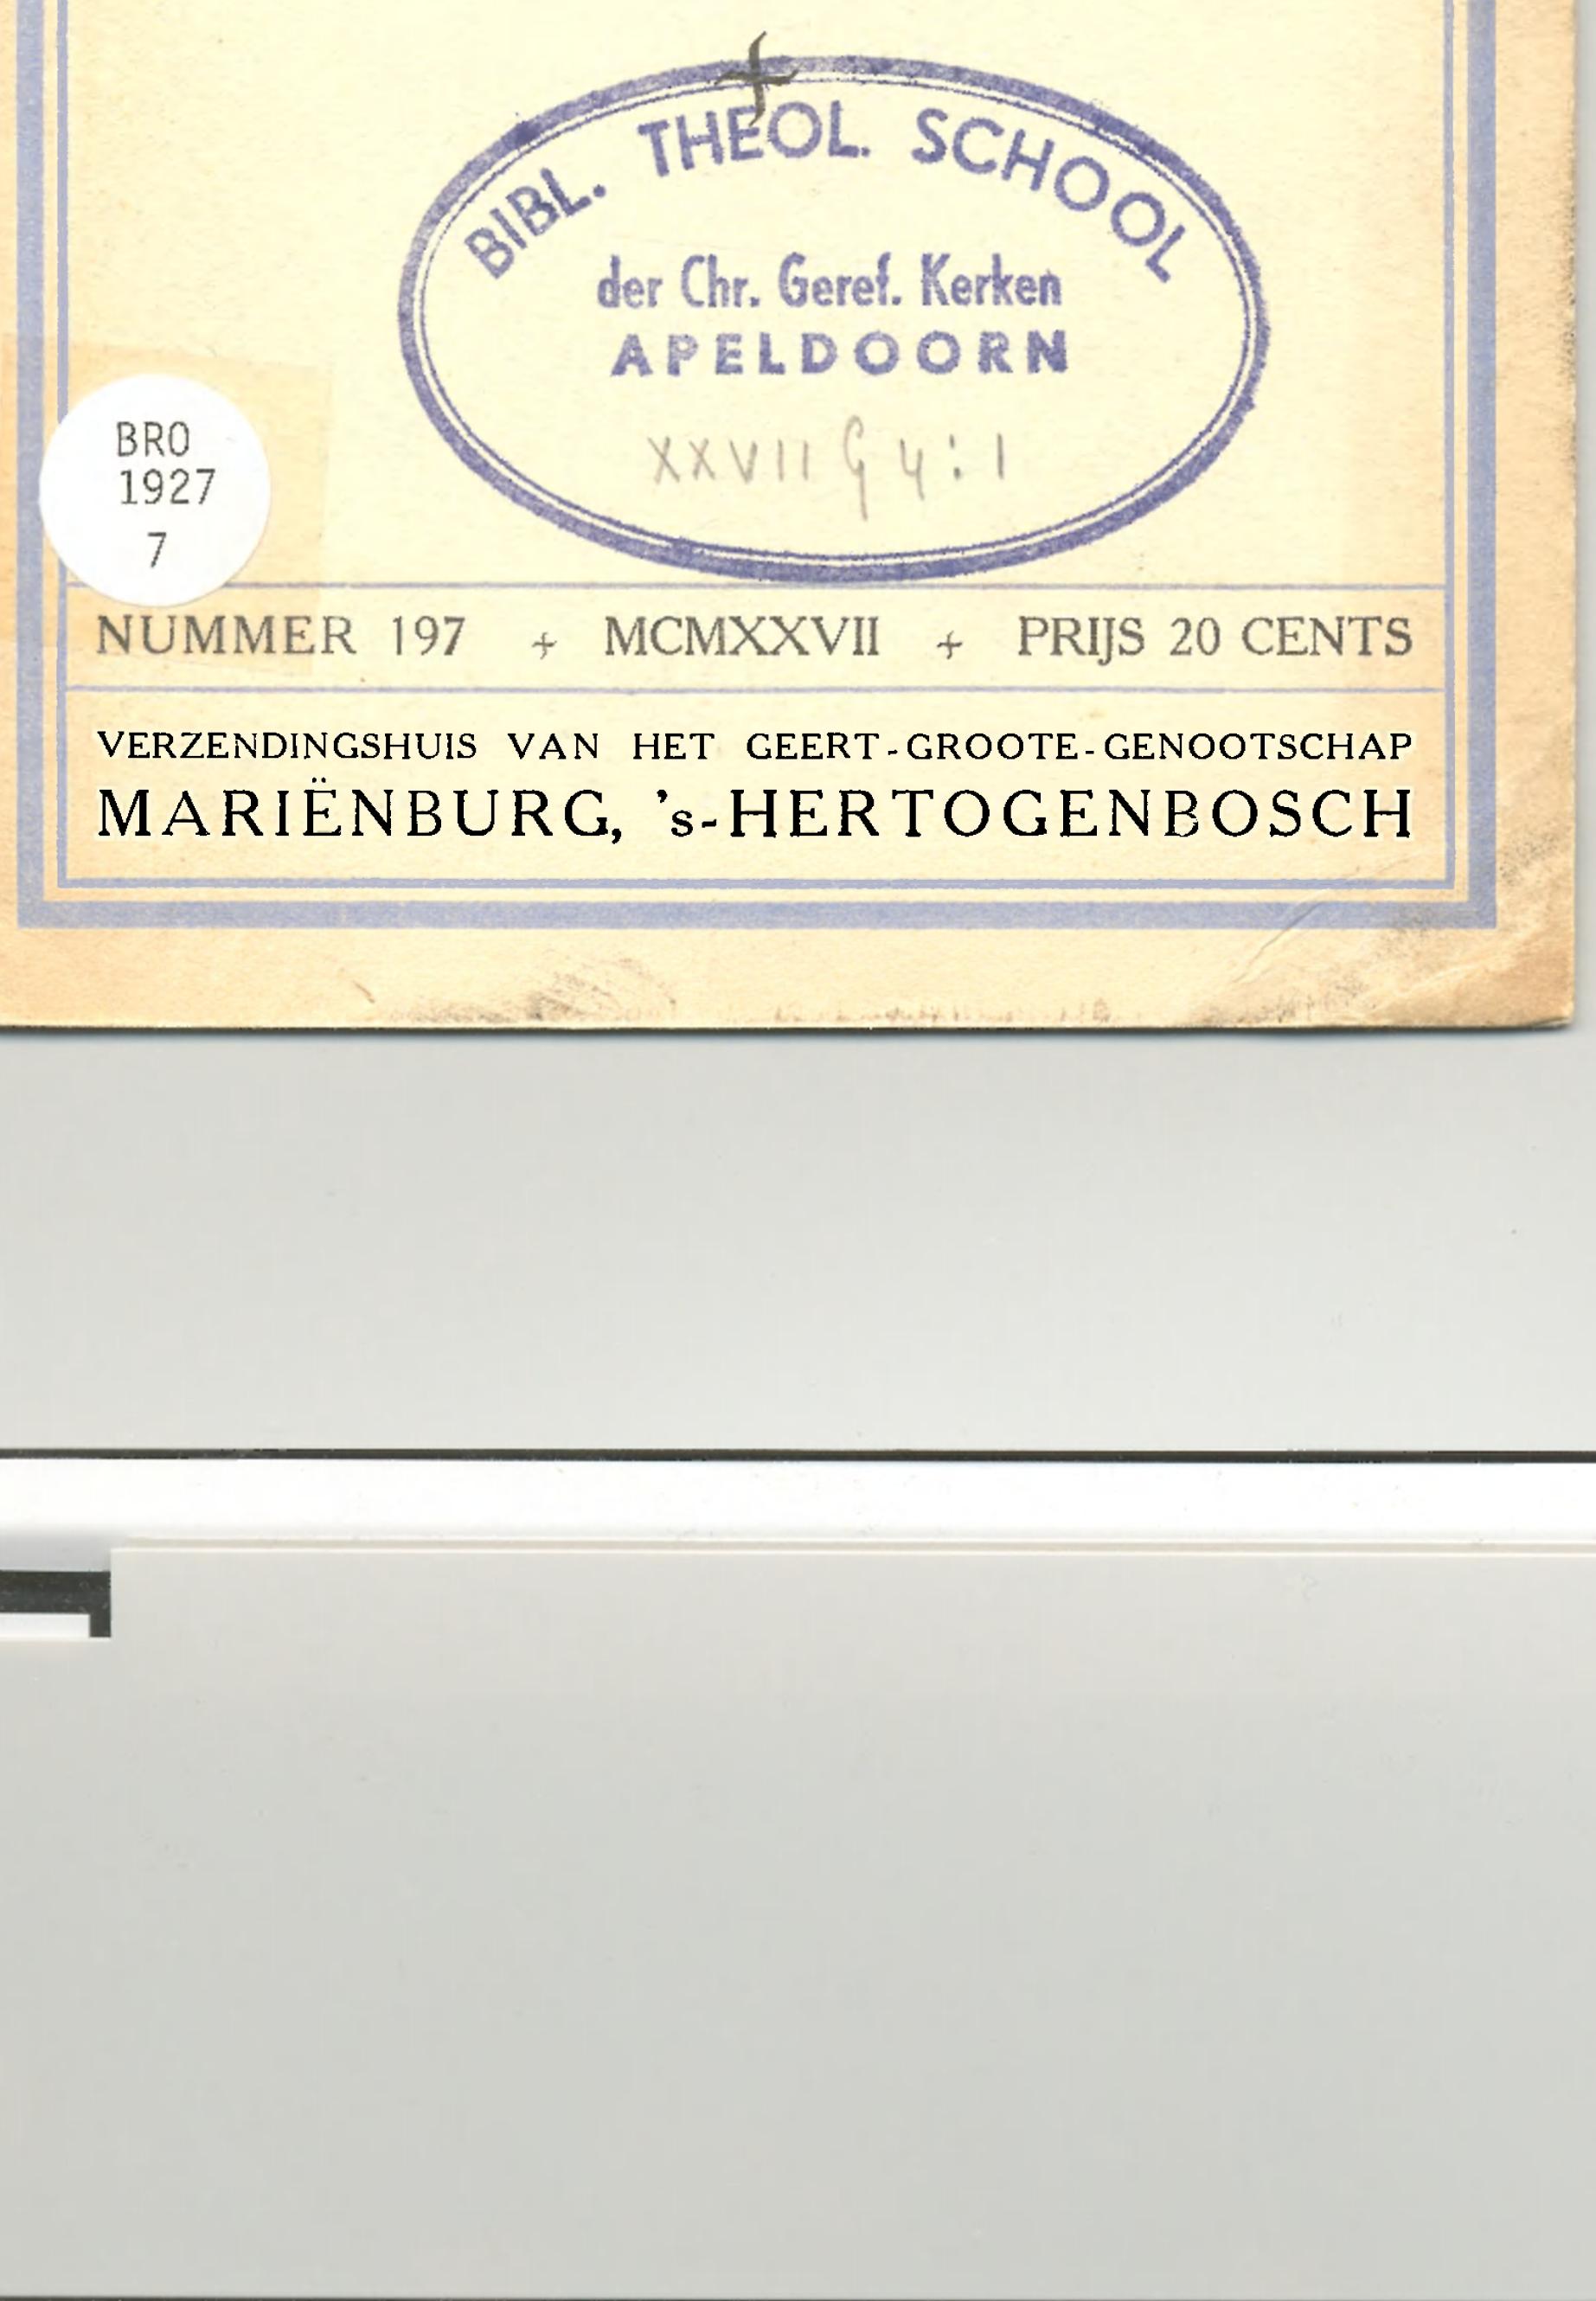 BIBL. THEOL. SCHOOL
der Chr. Geref. Kerken
APELDOORN
XXVII G 4:1
BRO
1927
7
NUMMER 197 + MCMXXVII + PRIJS 20 CENTS
VERZENDINGSHUIS VAN HET GEERT-GROOTE-GENOOTSCHAP
MARIËNBURG, 's-HERTOGENBOSCH